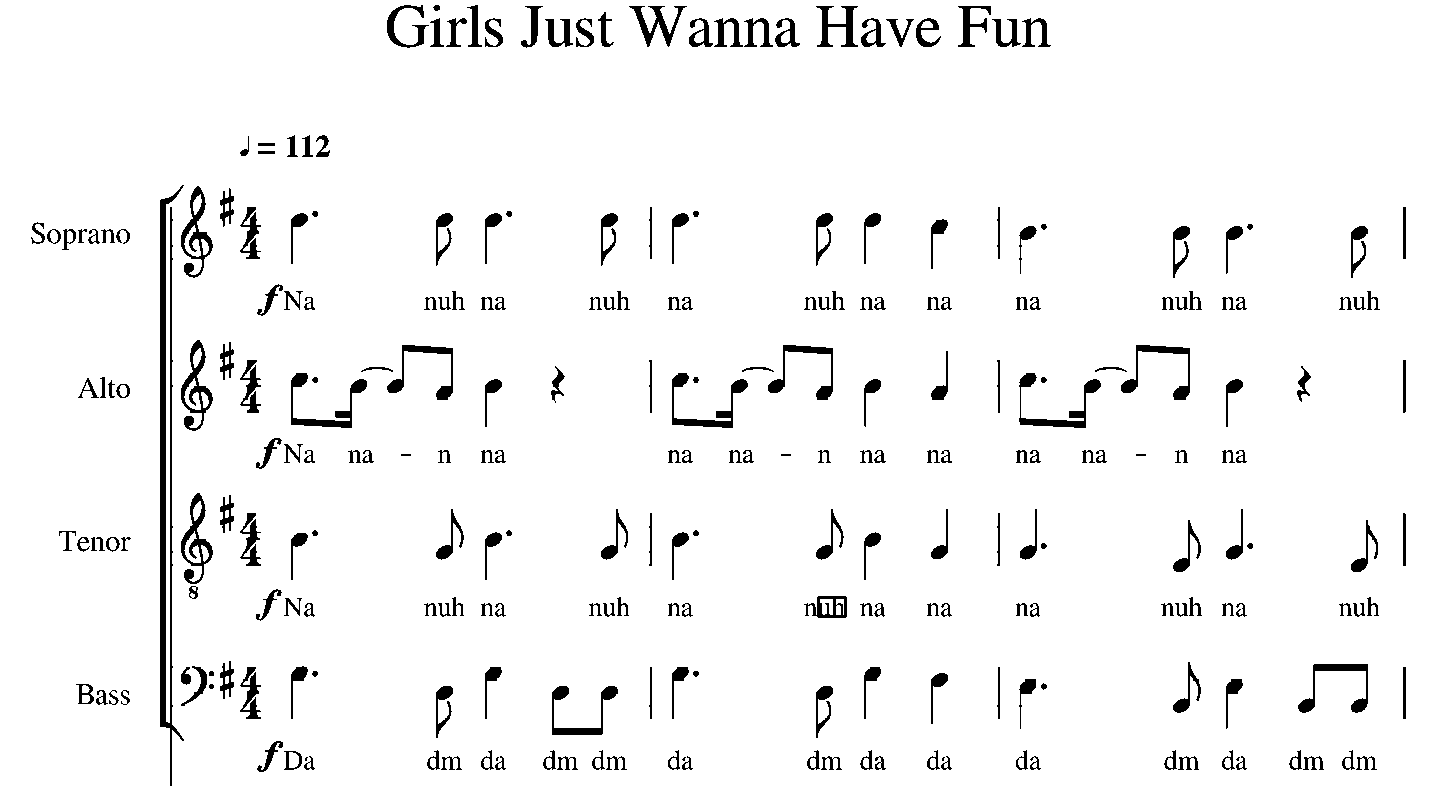 Girls Just Wanna Have Fun
♩ = 112
Soprano
f Na nuh na nuh na nuh na na na nuh na nuh
Alto
f Na na - n na na na - n na na na na - n na
Tenor
8
f Na nuh na nuh na nuh na na na nuh na nuh
Bass
f Da dm da dm dm da dm da da da dm da dm dm